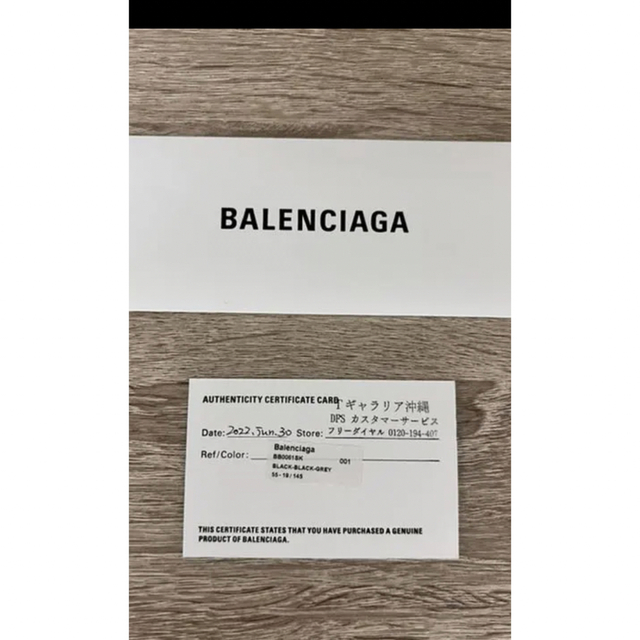 BALENCIAGA
AUTHENTICITY CERTIFICATE CARD
Tギャラリア沖縄
DFS カスタマーサービス
Date: 2022.Jun.30 Store: フリーダイヤル 0120-194-407
Ref/Color:
Balenciaga
BB0081SK 001
BLACK-BLACK-GREY
55-18/145
THIS CERTIFICATE STATES THAT YOU HAVE PURCHASED A GENUINE
PRODUCT OF BALENCIAGA.